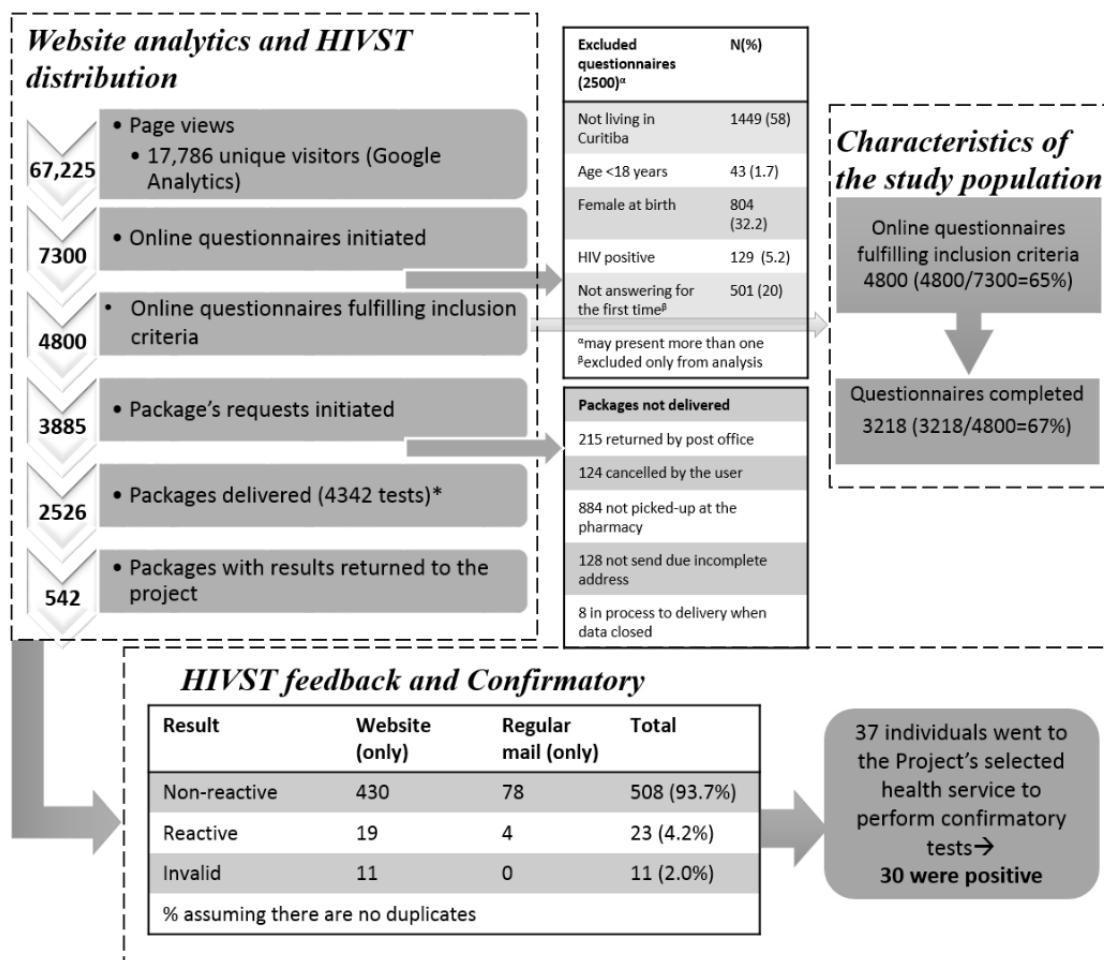 Website analytics and HIVST
distribution
67,225
• Page views
• 17,786 unique visitors (Google
Analytics)
7300
• Online questionnaires initiated
4800
• Online questionnaires fulfilling inclusion
criteria
3885
• Package's requests initiated
2526
• Packages delivered (4342 tests)*
542
• Packages with results returned to the
project
Excluded N(%)
questionnaires
(2500)ᵅ
Not living in 1449 (58)
Curitiba
Age <18 years 43 (1.7)
Female at birth 804
(32.2)
HIV positive 129 (5.2)
Not answering for 501 (20)
the first timeᵝ
ᵅmay present more than one
ᵝexcluded only from analysis
Packages not delivered
215 returned by post office
124 cancelled by the user
884 not picked-up at the
pharmacy
128 not send due incomplete
address
8 in process to delivery when
data closed
Characteristics of
the study population
Online questionnaires
fulfilling inclusion criteria
4800 (4800/7300=65%)
Questionnaires completed
3218 (3218/4800=67%)
HIVST feedback and Confirmatory
Result Website Regular Total
(only) mail (only)
Non-reactive 430 78 508 (93.7%)
Reactive 19 4 23 (4.2%)
Invalid 11 0 11 (2.0%)
% assuming there are no duplicates
37 individuals went to
the Project's selected
health service to
perform confirmatory
tests→
30 were positive